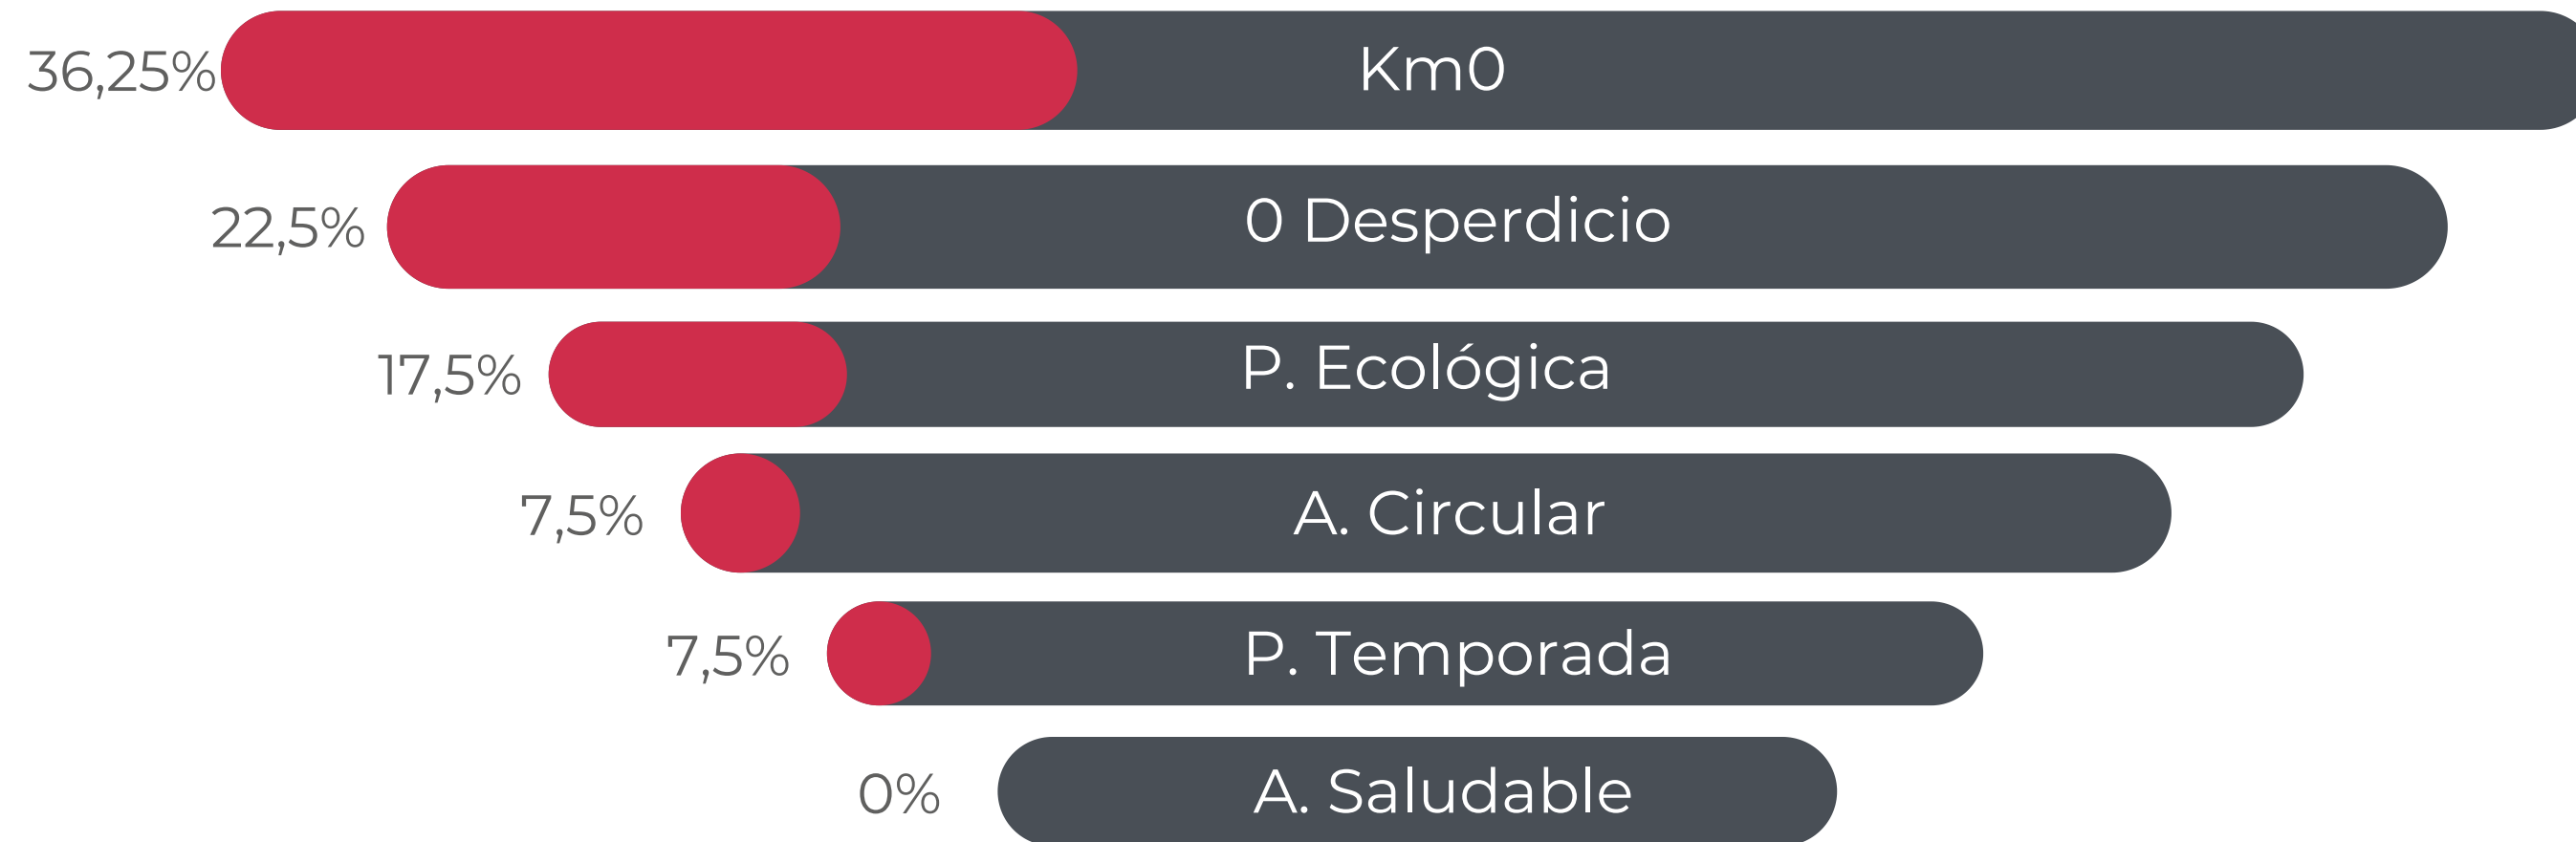 36,25% Km0
22,5% 0 Desperdicio
17,5% P. Ecológica
7,5% A. Circular
7,5% P. Temporada
0% A. Saludable